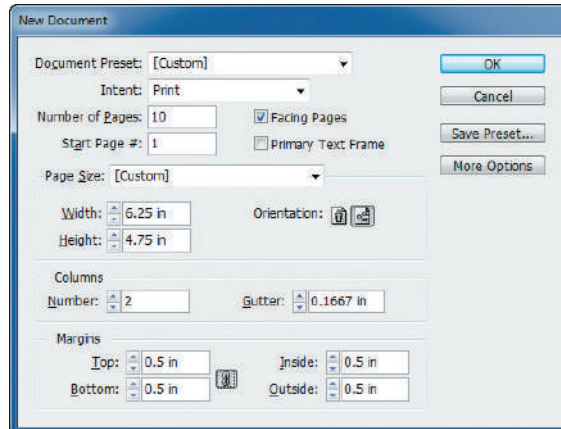 New Document
Document Preset: [Custom]
OK
Intent: Print
Cancel
Number of Pages: 10
Facing Pages
Start Page #: 1
Primary Text Frame
Save Preset...
More Options
Page Size: [Custom]
Width: 6.25 in
Orientation:
Height: 4.75 in
Columns
Number: 2
Gutter: 0.1667 in
Margins
Top: 0.5 in
Inside: 0.5 in
Bottom: 0.5 in
Outside: 0.5 in